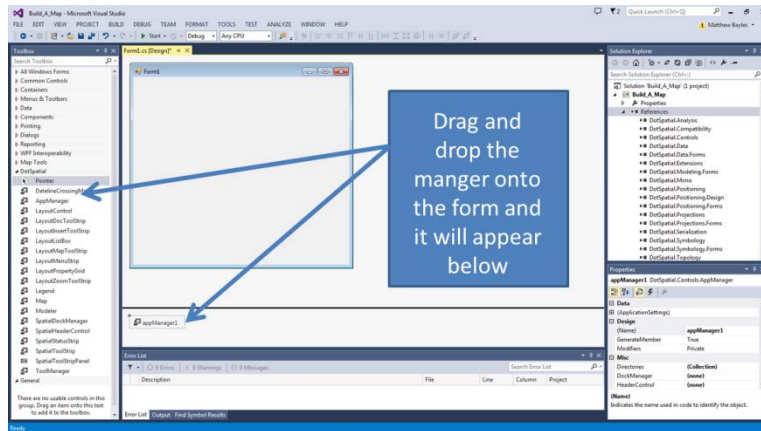 Build_A_Map - Microsoft Visual Studio
Quick Launch (Ctrl+Q)
FILE EDIT VIEW PROJECT BUILD DEBUG TEAM FORMAT TOOLS TEST ANALYZE WINDOW HELP
Matthew Bayles
Start
Debug
Any CPU
Toolbox
Search Toolbox
All Windows Forms
Common Controls
Containers
Menus & Toolbars
Data
Components
Printing
Dialogs
Reporting
WPF Interoperability
Map Tools
DotSpatial
Pointer
DatelineCrossingM
AppManager
LayoutControl
LayoutDocToolStrip
LayoutInsertToolStrip
LayoutListBox
LayoutMapToolStrip
LayoutMenuStrip
LayoutPropertyGrid
LayoutZoomToolStrip
Legend
Map
Modeler
SpatialDockManager
SpatialHeaderControl
SpatialStatusStrip
SpatialToolStrip
SpatialToolStripPanel
ToolManager
General
There are no usable controls in this
group. Drag an item onto this text
to add it to the toolbox.
Form1.cs [Design]*
Form1
Drag and
drop the
manger onto
the form and
it will appear
below
appManager1
Error List
0 Errors
0 Warnings
0 Messages
Search Error List
Description File Line Column Project
Error List Output Find Symbol Results
Solution Explorer
Search Solution Explorer (Ctrl+;)
Solution 'Build_A_Map' (1 project)
Build_A_Map
Properties
References
DotSpatial.Analysis
DotSpatial.Compatibility
DotSpatial.Controls
DotSpatial.Data
DotSpatial.Data.Forms
DotSpatial.Extensions
DotSpatial.Modeling.Forms
DotSpatial.Mono
DotSpatial.Positioning
DotSpatial.Positioning.Design
DotSpatial.Positioning.Forms
DotSpatial.Projections
DotSpatial.Projections.Forms
DotSpatial.Serialization
DotSpatial.Symbology
DotSpatial.Symbology.Forms
DotSpatial.Topology
Properties
appManager1 DotSpatial.Controls.AppManager
Data
(ApplicationSettings)
Design
(Name) appManager1
GenerateMember True
Modifiers Private
Misc
Directories (Collection)
DockManager (none)
HeaderControl (none)
(Name)
Indicates the name used in code to identify the object.
Ready